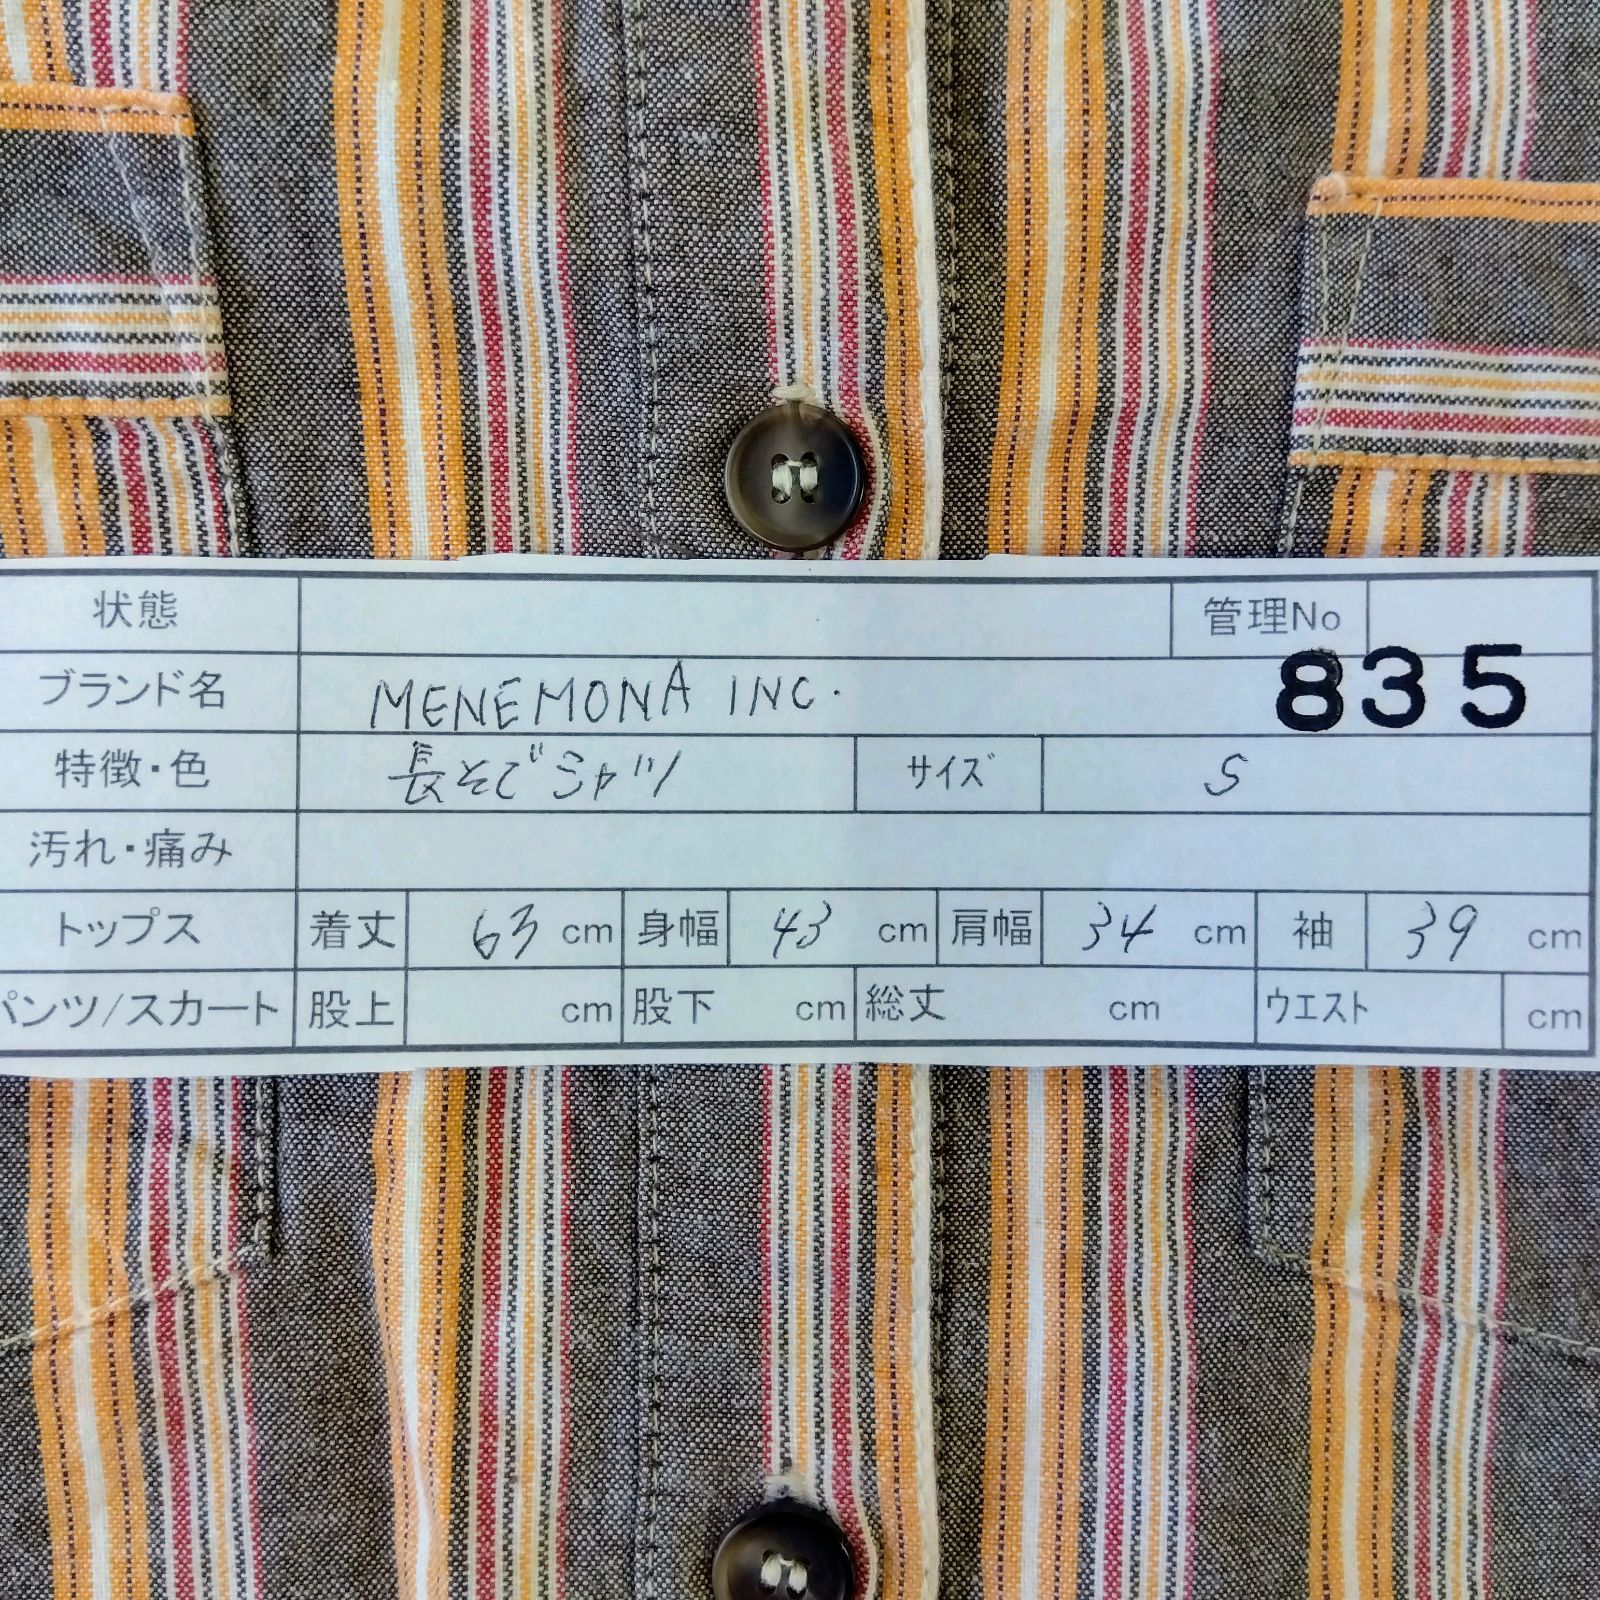 状態 管理No
ブランド名 MENEMONA INC. 835
特徴・色 長そでシャツ サイズ S
汚れ・痛み
トップス 着丈 63 cm 身幅 43 cm 肩幅 34 cm 袖 39 cm
パンツ/スカート 股上 cm 股下 cm 総丈 cm ウエスト cm